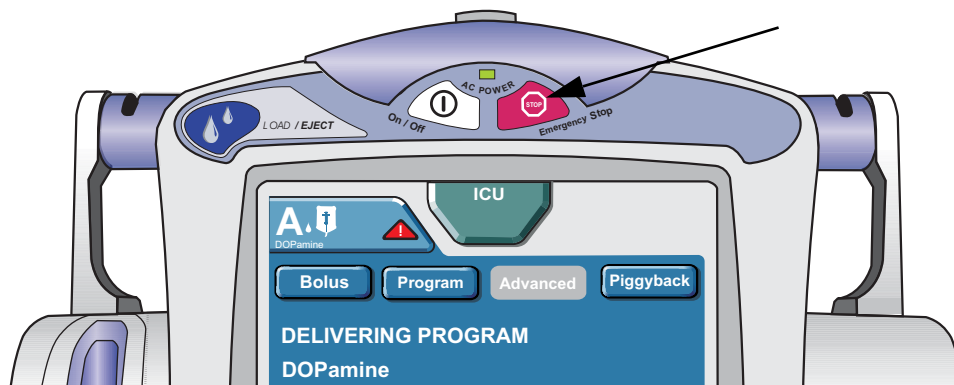 AC POWER
On / Off
STOP
Emergency Stop
LOAD / EJECT
ICU
A
DOPamine
!
Bolus
Program
Advanced
Piggyback
DELIVERING PROGRAM
DOPamine